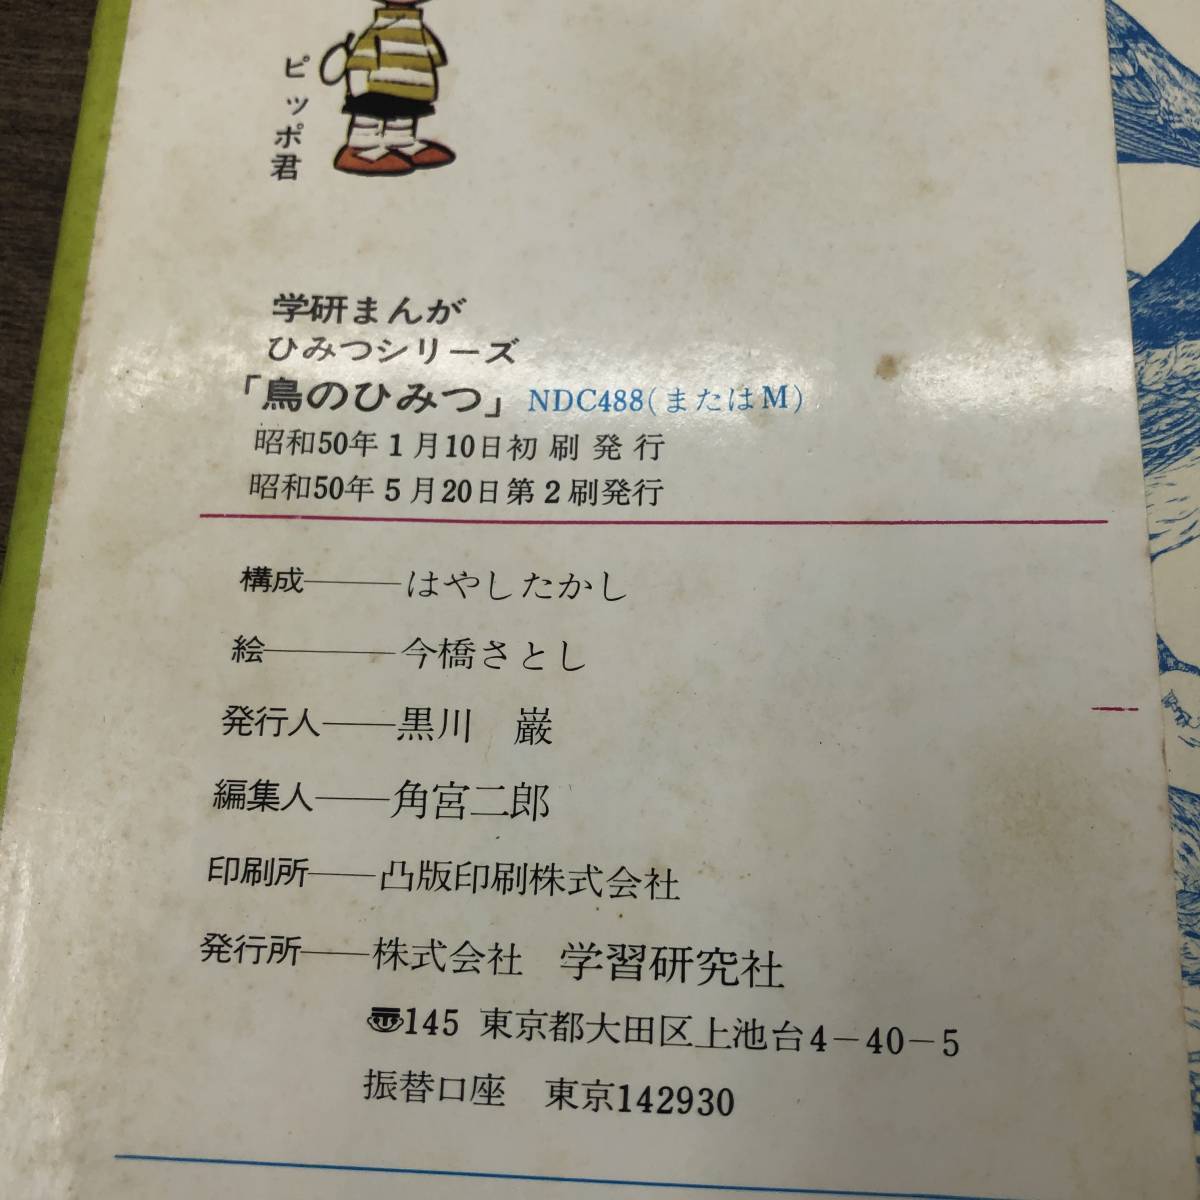 ピッポ君
学研まんが
ひみつシリーズ
「鳥のひみつ」 NDC488(またはM)
昭和50年1月10日初刷発行
昭和50年5月20日第2刷発行
構成――はやしたかし
絵――今橋さとし
発行人――黒川 巌
編集人――角宮二郎
印刷所――凸版印刷株式会社
発行所――株式会社 学習研究社
〠145 東京都大田区上池台4-40-5
振替口座 東京142930